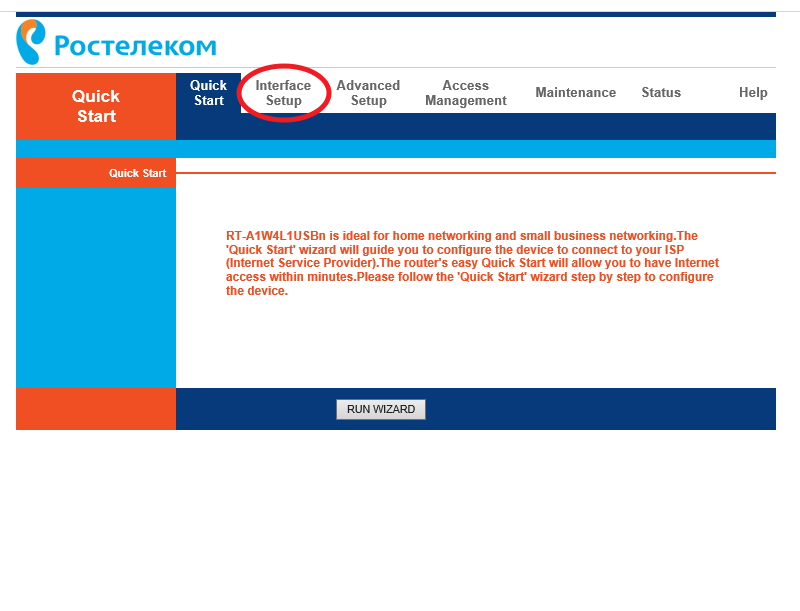 Ростелеком
Quick
Start
Quick
Start
Interface
Setup
Advanced
Setup
Access
Management
Maintenance
Status
Help
Quick Start
RT-A1W4L1USBn is ideal for home networking and small business networking.The
'Quick Start' wizard will guide you to configure the device to connect to your ISP
(Internet Service Provider).The router's easy Quick Start will allow you to have Internet
access within minutes.Please follow the 'Quick Start' wizard step by step to configure
the device.
RUN WIZARD